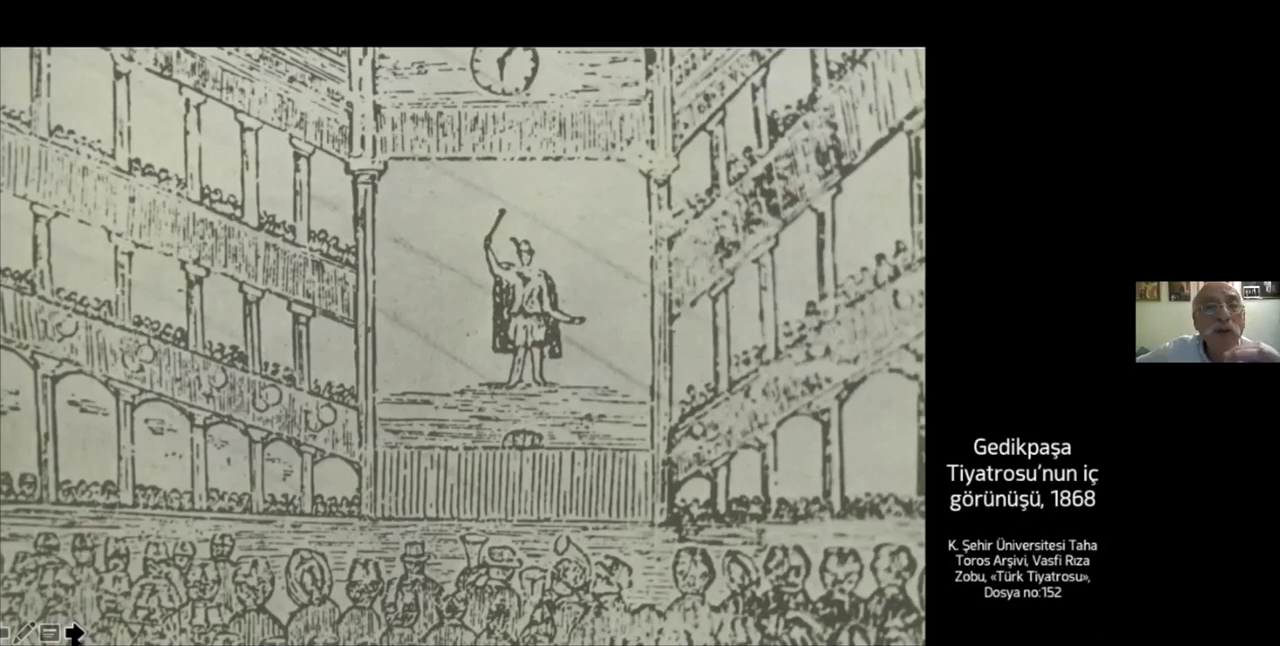 Gedikpaşa
Tiyatrosu’nun iç
görünüşü, 1868
K. Şehir Üniversitesi Taha
Toros Arşivi, Vasfi Rıza
Zobu, «Türk Tiyatrosu»,
Dosya no:152